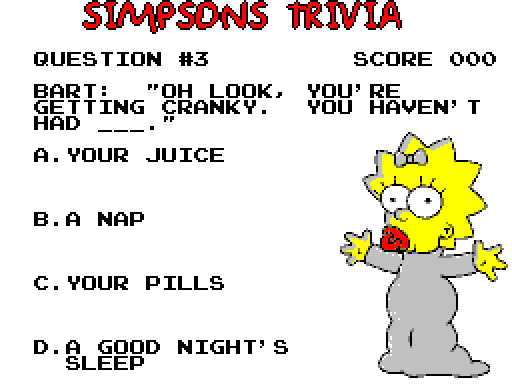 SIMPSONS TRIVIA
QUESTION #3 SCORE 000
BART: "OH LOOK, YOU'RE
GETTING CRANKY. YOU HAVEN'T
HAD ___."
A.YOUR JUICE
B.A NAP
C.YOUR PILLS
D.A GOOD NIGHT'S
SLEEP